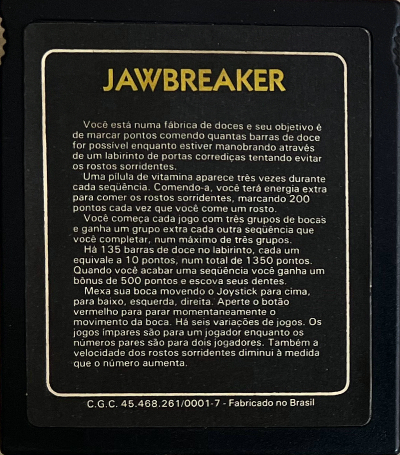 JAWBREAKER
Você está numa fábrica de doces e seu objetivo é
de marcar pontos comendo quantas barras de doce
for possível enquanto estiver manobrando através
de um labirinto de portas corrediças tentando evitar
os rostos sorridentes.
Uma pílula de vitamina aparece três vezes durante
cada seqüência. Comendo-a, você terá energia extra
para comer os rostos sorridentes, marcando 200
pontos cada vez que você come um rosto.
Você começa cada jogo com três grupos de bocas
e ganha um grupo extra cada outra seqüência que
você completar, num máximo de três grupos.
Há 135 barras de doce no labirinto, cada um
equivale a 10 pontos, num total de 1350 pontos.
Quando você acabar uma seqüência você ganha um
bônus de 500 pontos e escova seus dentes.
Mexa sua boca movendo o Joystick para cima,
para baixo, esquerda, direita. Aperte o botão
vermelho para parar momentaneamente o
movimento da boca. Há seis variações de jogos. Os
jogos ímpares são para um jogador enquanto os
números pares são para dois jogadores. Também a
velocidade dos rostos sorridentes diminui à medida
que o número aumenta.
C.G.C. 45.468.261/0001-7 - Fabricado no Brasil